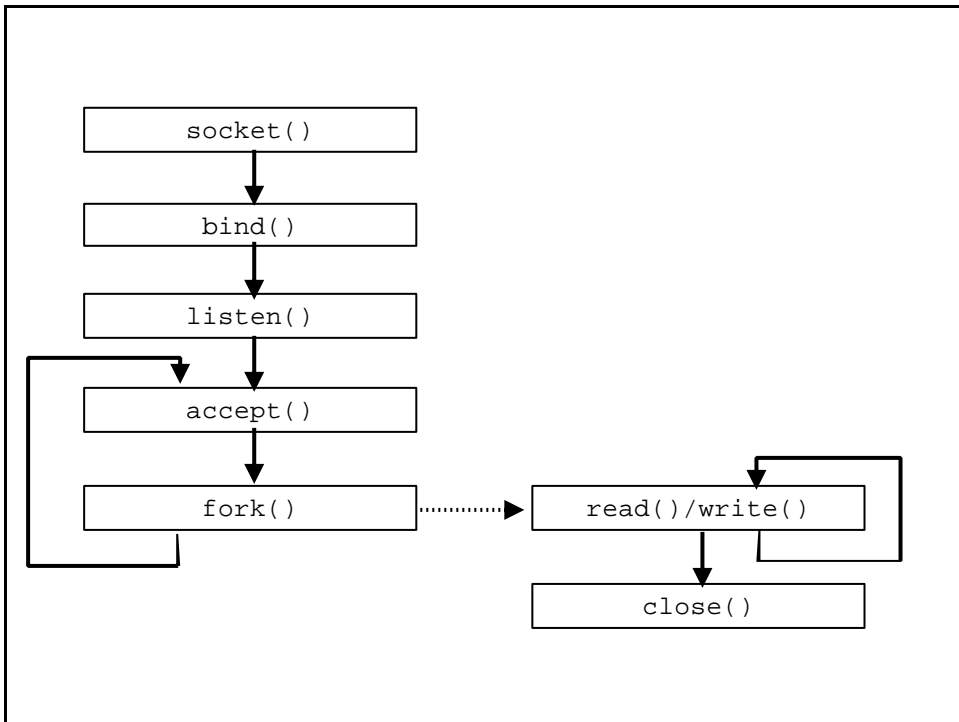 socket()
bind()
listen()
accept()
fork()
read()/write()
close()